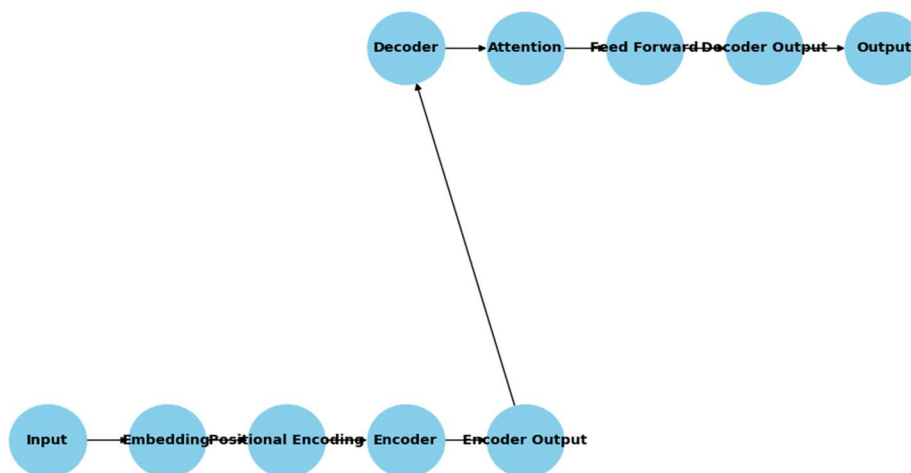 Decoder Attention Feed Forward Decoder Output Output
Input Embedding Positional Encoding Encoder Encoder Output